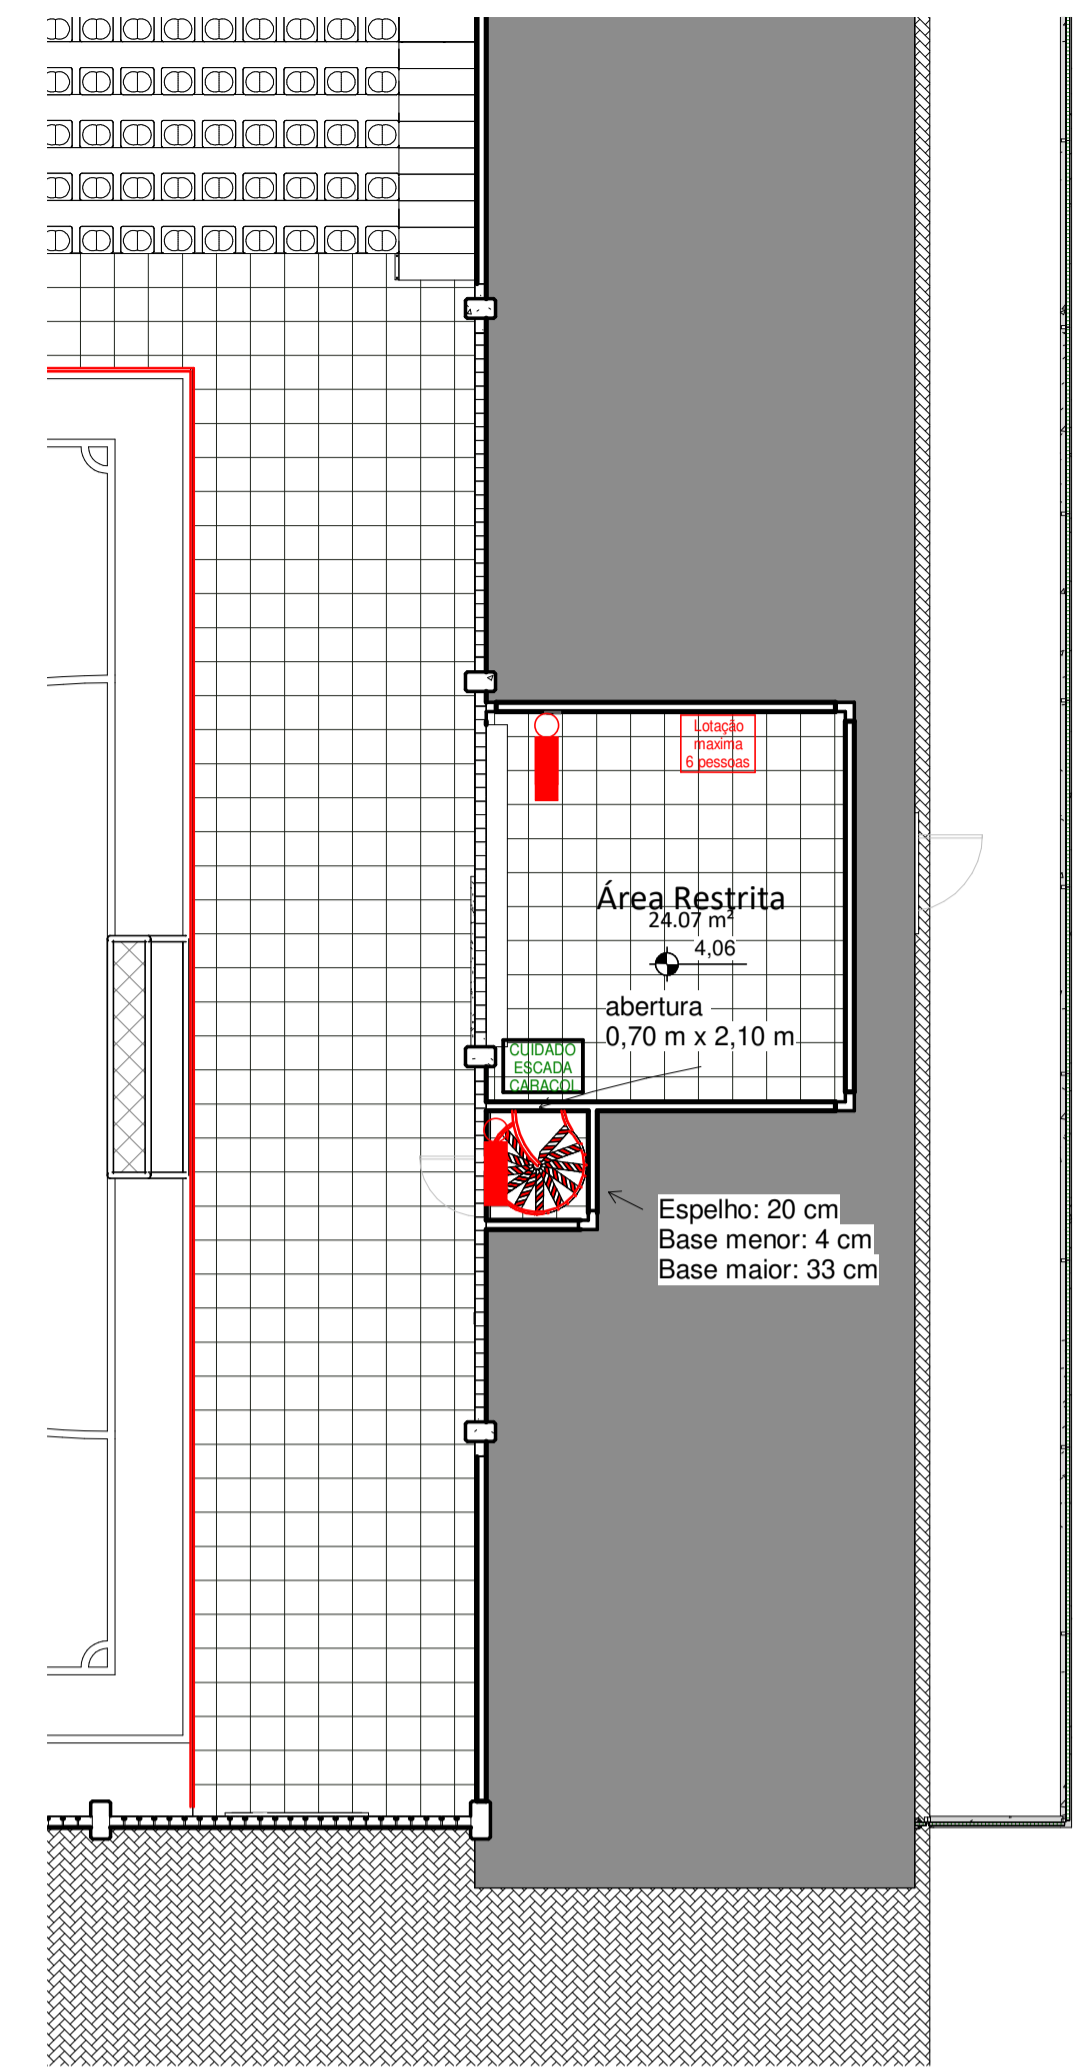 Lotação
maxima
6 pessoas
Área Restrita
24.07 m²
4,06
abertura
0,70 m x 2,10 m
CUIDADO
ESCADA
CARACOL
Espelho: 20 cm
Base menor: 4 cm
Base maior: 33 cm